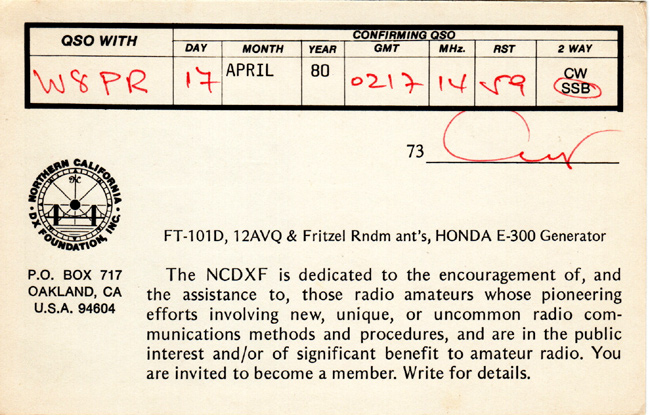 QSO WITH
CONFIRMING QSO
DAY MONTH YEAR GMT MHz. RST 2 WAY
W8PR 17 APRIL 80 0217 14 59 CW
SSB
73
NORTHERN CALIFORNIA
DX FOUNDATION, INC.
FT-101D, 12AVQ & Fritzel Rndm ant's, HONDA E-300 Generator
P.O. BOX 717
OAKLAND, CA
U.S.A. 94604
The NCDXF is dedicated to the encouragement of, and
the assistance to, those radio amateurs whose pioneering
efforts involving new, unique, or uncommon radio com-
munications methods and procedures, and are in the public
interest and/or of significant benefit to amateur radio. You
are invited to become a member. Write for details.